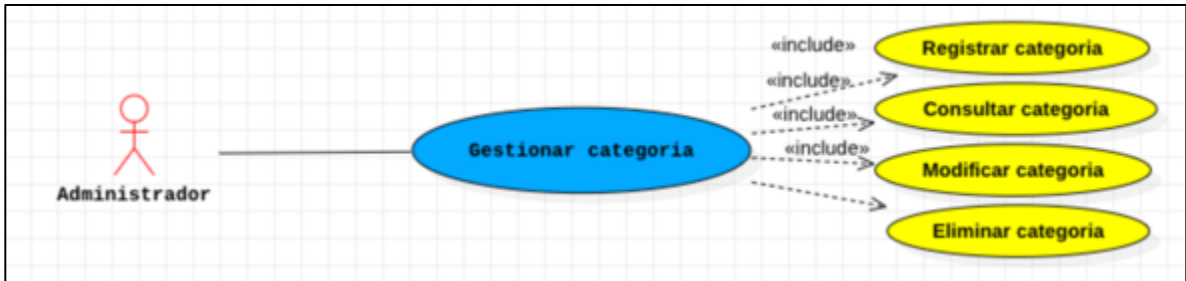 «include»
Registrar categoria
«include»
Consultar categoria
«include»
Gestionar categoria
«include»
Modificar categoria
Administrador
Eliminar categoria